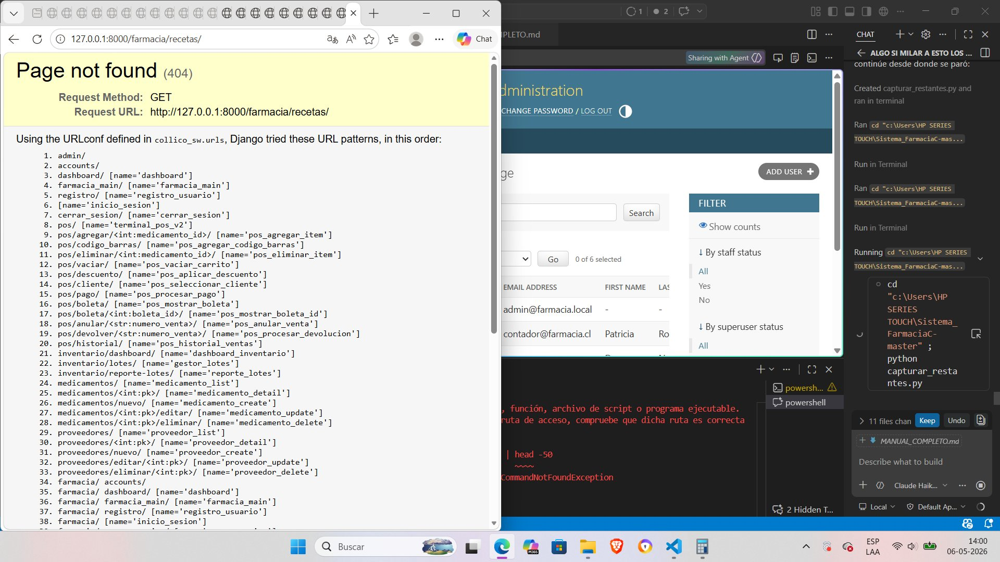 127.0.0.1:8000/farmacia/recetas/
Chat
Page not found (404)
Request Method: GET
Request URL: http://127.0.0.1:8000/farmacia/recetas/
Using the URLconf defined in collico_sw.urls, Django tried these URL patterns, in this order:
1. admin/
2. accounts/
3. dashboard/ [name='dashboard']
4. farmacia_main/ [name='farmacia_main']
5. registro/ [name='registro_usuario']
6. [name='inicio_sesion']
7. cerrar_sesion/ [name='cerrar_sesion']
8. pos/ [name='terminal_pos_v2']
9. pos/agregar/<int:medicamento_id>/ [name='pos_agregar_item']
10. pos/codigo_barras/ [name='pos_agregar_codigo_barras']
11. pos/eliminar/<int:medicamento_id>/ [name='pos_eliminar_item']
12. pos/vaciar/ [name='pos_vaciar_carrito']
13. pos/descuento/ [name='pos_aplicar_descuento']
14. pos/cliente/ [name='pos_seleccionar_cliente']
15. pos/pago/ [name='pos_procesar_pago']
16. pos/boleta/ [name='pos_mostrar_boleta']
17. pos/boleta/<int:boleta_id>/ [name='pos_mostrar_boleta_id']
18. pos/anular/<str:numero_venta>/ [name='pos_anular_venta']
19. pos/devolver/<str:numero_venta>/ [name='pos_procesar_devolucion']
20. pos/historial/ [name='pos_historial_ventas']
21. inventario/dashboard/ [name='dashboard_inventario']
22. inventario/lotes/ [name='gestor_lotes']
23. inventario/reporte-lotes/ [name='reporte_lotes']
24. medicamentos/ [name='medicamento_list']
25. medicamentos/<int:pk>/ [name='medicamento_detail']
26. medicamentos/nuevo/ [name='medicamento_create']
27. medicamentos/<int:pk>/editar/ [name='medicamento_update']
28. medicamentos/<int:pk>/eliminar/ [name='medicamento_delete']
29. proveedores/ [name='proveedor_list']
30. proveedores/<int:pk>/ [name='proveedor_detail']
31. proveedores/nuevo/ [name='proveedor_create']
32. proveedores/editar/<int:pk>/ [name='proveedor_update']
33. proveedores/eliminar/<int:pk>/ [name='proveedor_delete']
34. farmacia/ accounts/
35. farmacia/ dashboard/ [name='dashboard']
36. farmacia/ farmacia_main/ [name='farmacia_main']
37. farmacia/ registro/ [name='registro_usuario']
38. farmacia/ [name='inicio_sesion']
1
2
PLETO.md
Sharing with Agent
dministration
CHANGE PASSWORD / LOG OUT
ge
ADD USER
Search
Go
0 of 6 selected
EMAIL ADDRESS FIRST NAME LAS
admin@farmacia.local - -
contador@farmacia.cl Patricia Ro
FILTER
Show counts
↓ By staff status
All
Yes
No
↓ By superuser status
All
powersh...
powershell
, función, archivo de script o programa ejecutable.
ruta de acceso, compruebe que dicha ruta es correcta
| head -50
~~~~
CommandNotFoundException
2 Hidden T...
CHAT
ALGO SI MILAR A ESTO LOS ...
continúe desde donde se paró:
Created capturar_restantes.py and
ran in terminal
Ran cd "c:\Users\HP SERIES
TOUCH\Sistema_FarmaciaC-mas...
Run in Terminal
Ran cd "c:\Users\HP SERIES
TOUCH\Sistema_FarmaciaC-mas...
Run in Terminal
Running cd "c:\Users\HP SERIES
TOUCH\Sistema_FarmaciaC-mas...
cd
"c:\Users\HP
SERIES
TOUCH\Sistema_
FarmaciaC-
master" ;
python
capturar_resta
ntes.py
11 files chan
Keep
Undo
MANUAL_COMPLETO.md
Describe what to build
Claude Haik...
Local
Default Ap...
Buscar
M365
ESP
LAA
14:00
06-05-2026